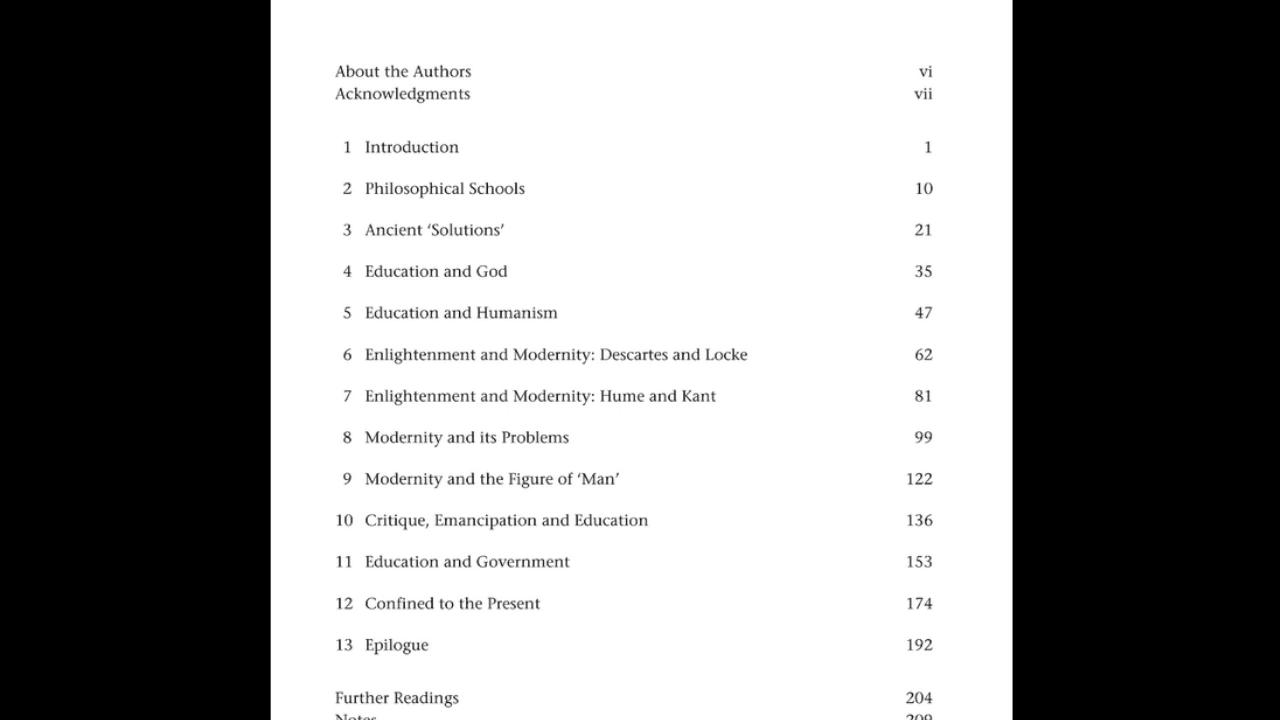 About the Authors vi
Acknowledgments vii
1 Introduction 1
2 Philosophical Schools 10
3 Ancient ‘Solutions’ 21
4 Education and God 35
5 Education and Humanism 47
6 Enlightenment and Modernity: Descartes and Locke 62
7 Enlightenment and Modernity: Hume and Kant 81
8 Modernity and its Problems 99
9 Modernity and the Figure of ‘Man’ 122
10 Critique, Emancipation and Education 136
11 Education and Government 153
12 Confined to the Present 174
13 Epilogue 192
Further Readings 204
Notes 209